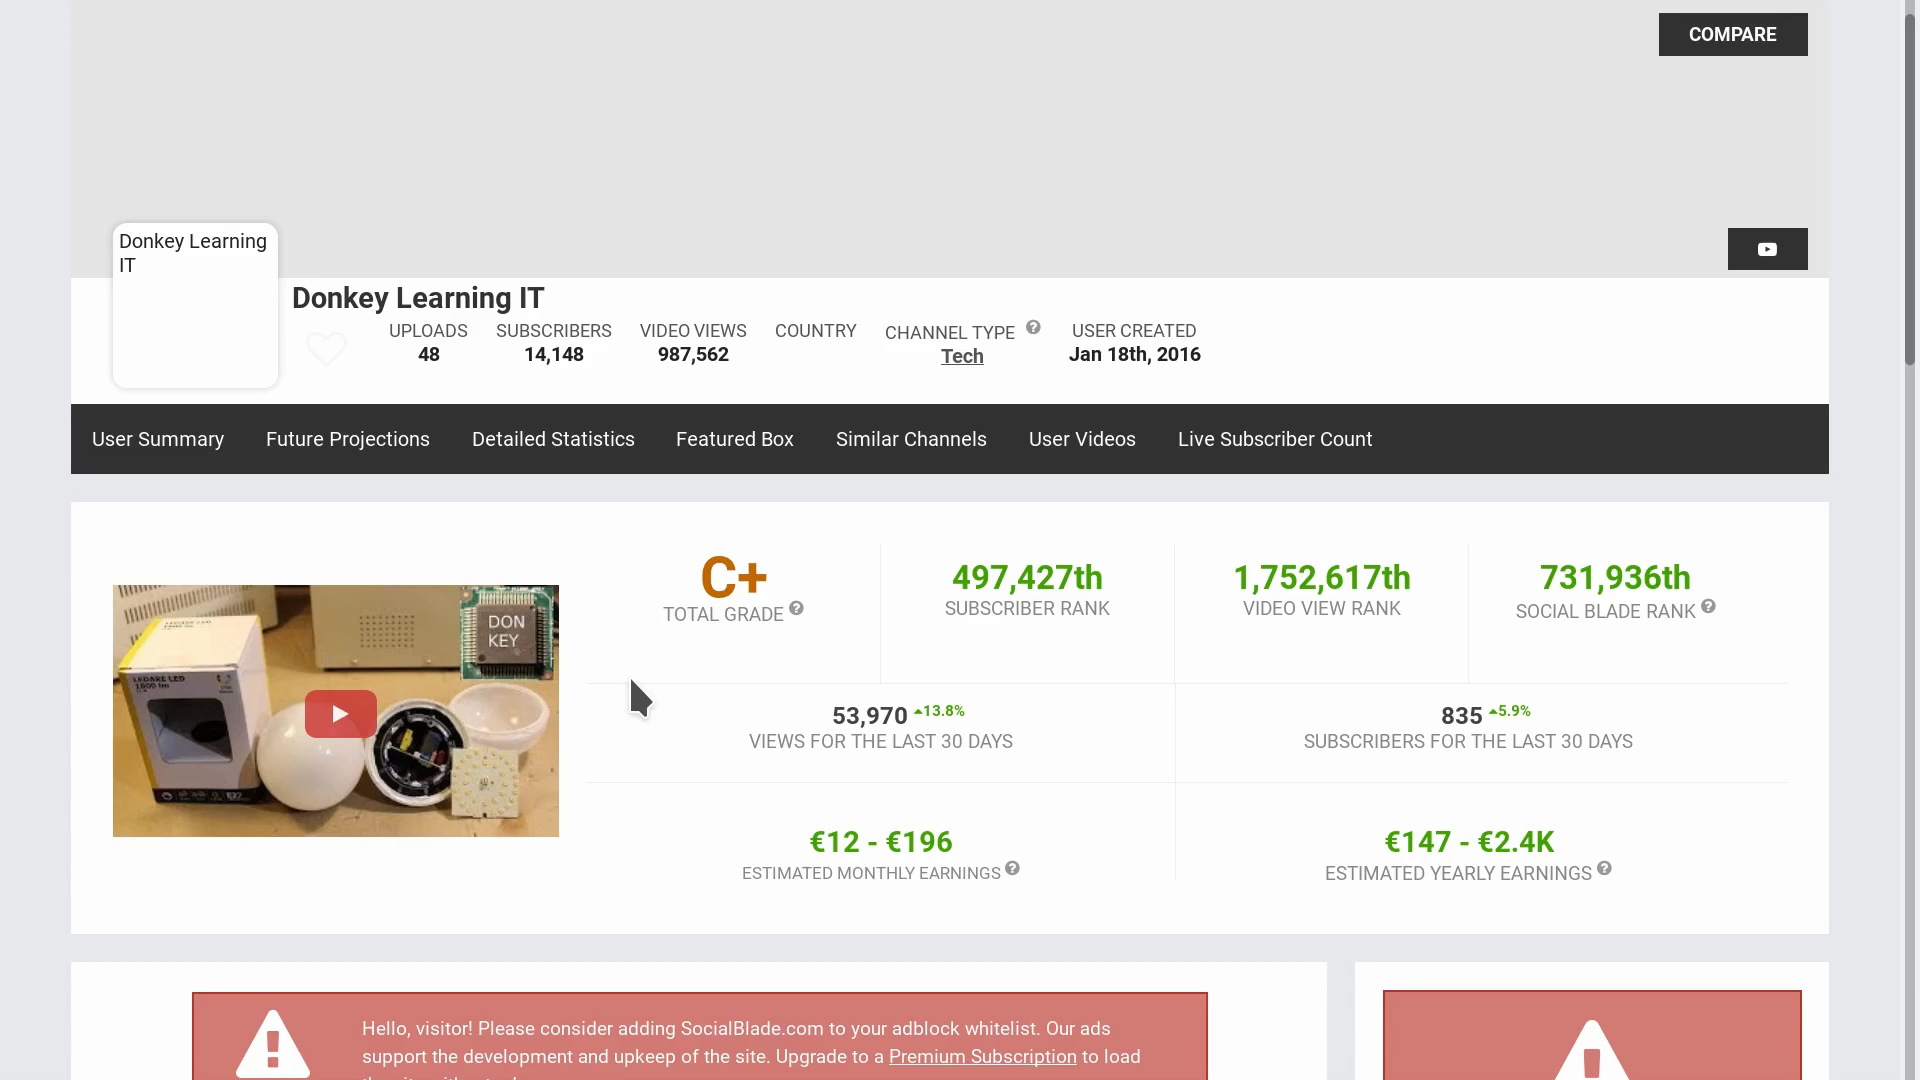 COMPARE
Donkey Learning
IT
Donkey Learning IT
UPLOADS
48
SUBSCRIBERS
14,148
VIDEO VIEWS
987,562
COUNTRY
CHANNEL TYPE
Tech
USER CREATED
Jan 18th, 2016
User Summary
Future Projections
Detailed Statistics
Featured Box
Similar Channels
User Videos
Live Subscriber Count
DON
KEY
LEDARE LED
1800 lm
E27
C+
TOTAL GRADE
497,427th
SUBSCRIBER RANK
1,752,617th
VIDEO VIEW RANK
731,936th
SOCIAL BLADE RANK
53,970 13.8%
VIEWS FOR THE LAST 30 DAYS
835 5.9%
SUBSCRIBERS FOR THE LAST 30 DAYS
€12 - €196
ESTIMATED MONTHLY EARNINGS
€147 - €2.4K
ESTIMATED YEARLY EARNINGS
Hello, visitor! Please consider adding SocialBlade.com to your adblock whitelist. Our ads
support the development and upkeep of the site. Upgrade to a Premium Subscription to load